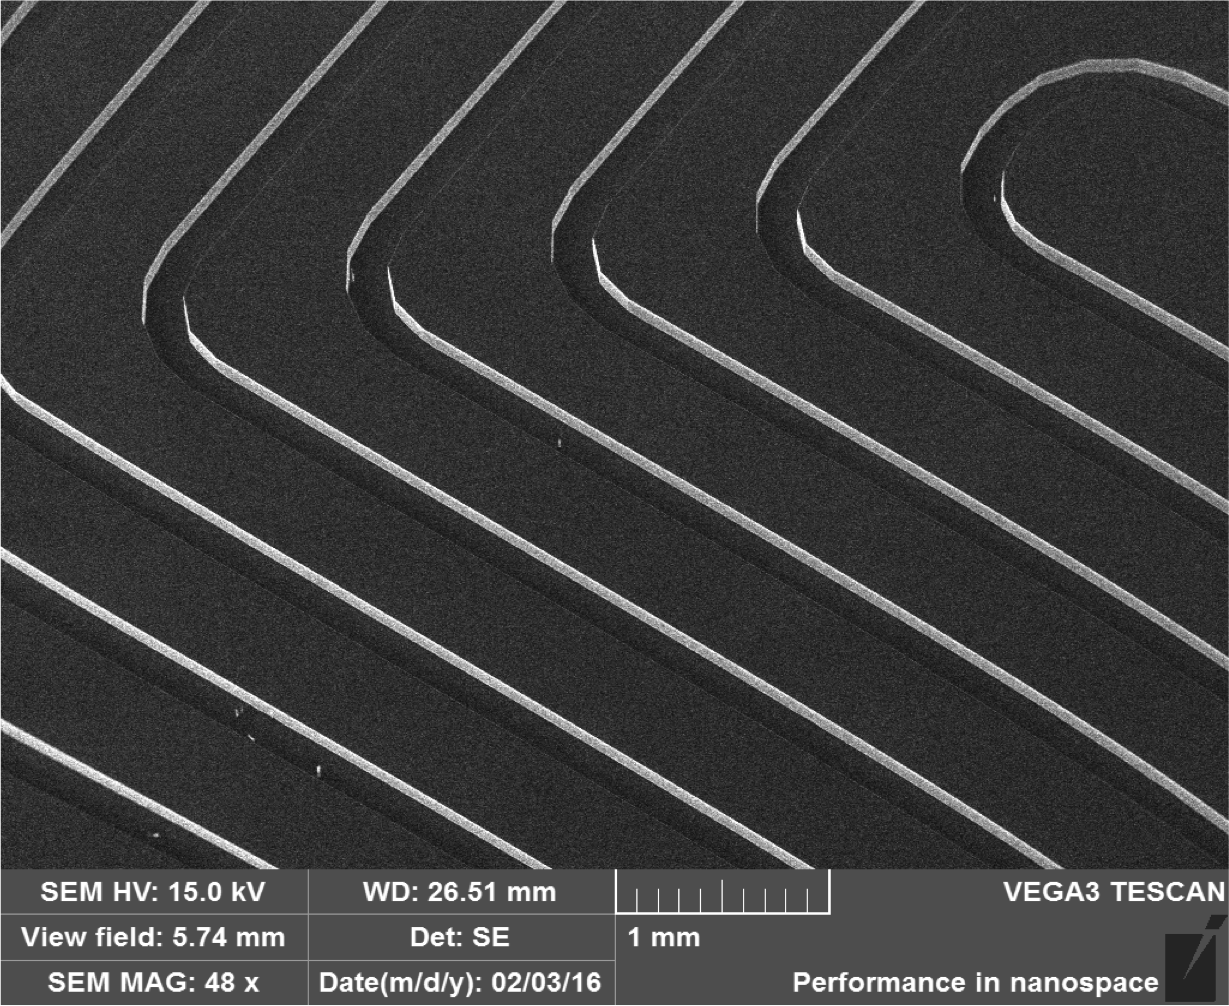 SEM HV: 15.0 kV
WD: 26.51 mm
VEGA3 TESCAN
View field: 5.74 mm
Det: SE
1 mm
SEM MAG: 48 x
Date(m/d/y): 02/03/16
Performance in nanospace